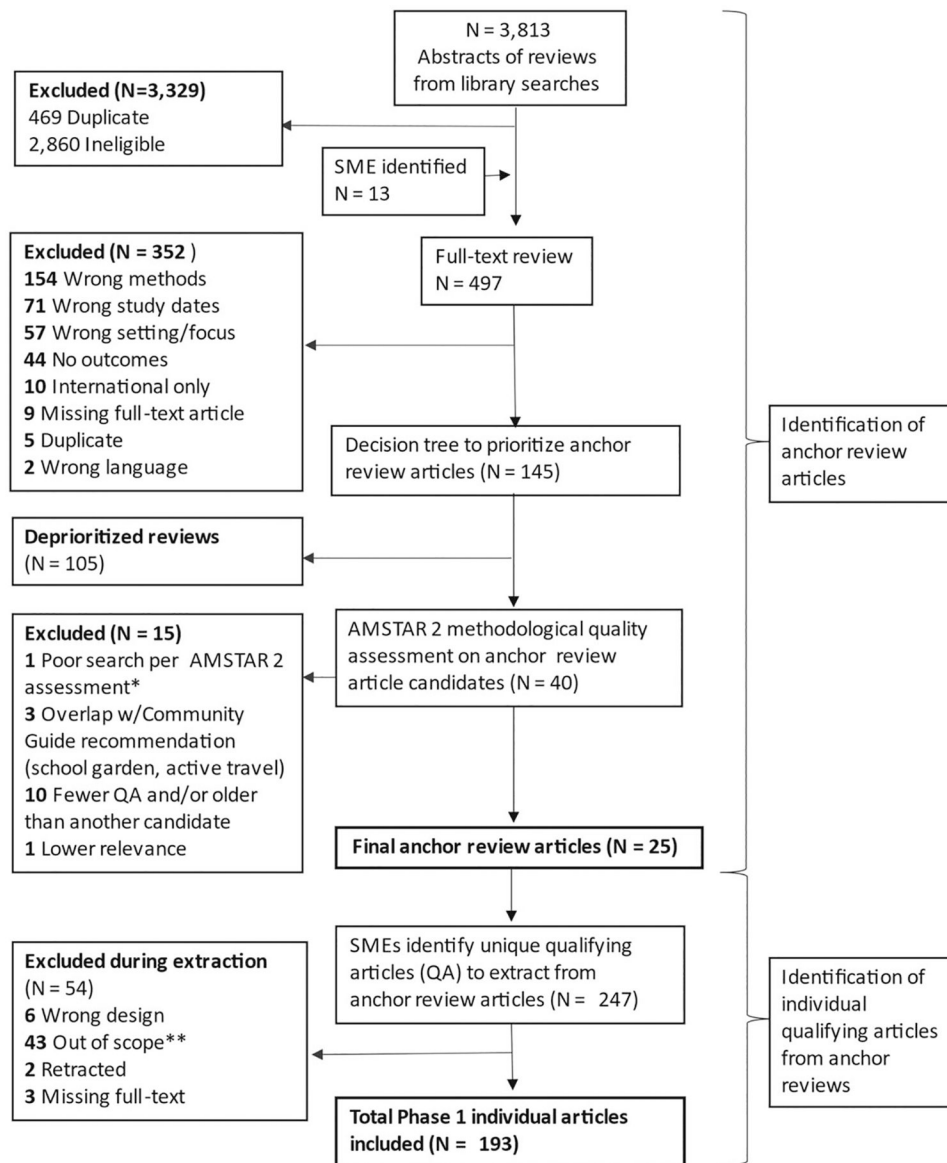 N = 3,813
Abstracts of reviews
from library searches
Excluded (N=3,329)
469 Duplicate
2,860 Ineligible
SME identified
N = 13
Full-text review
N = 497
Excluded (N = 352 )
154 Wrong methods
71 Wrong study dates
57 Wrong setting/focus
44 No outcomes
10 International only
9 Missing full-text article
5 Duplicate
2 Wrong language
Identification of
anchor review
articles
Decision tree to prioritize anchor
review articles (N = 145)
Deprioritized reviews
(N = 105)
AMSTAR 2 methodological quality
assessment on anchor review
article candidates (N = 40)
Excluded (N = 15)
1 Poor search per AMSTAR 2
assessment*
3 Overlap w/Community
Guide recommendation
(school garden, active travel)
10 Fewer QA and/or older
than another candidate
1 Lower relevance
Final anchor review articles (N = 25)
SMEs identify unique qualifying
articles (QA) to extract from
anchor review articles (N = 247)
Excluded during extraction
(N = 54)
6 Wrong design
43 Out of scope**
2 Retracted
3 Missing full-text
Identification of
individual
qualifying articles
from anchor
reviews
Total Phase 1 individual articles
included (N = 193)